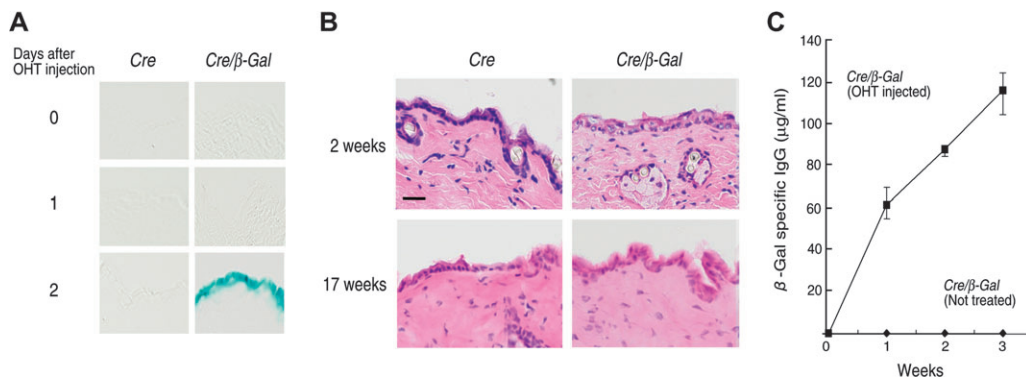 A
Days after
OHT injection
Cre
Cre/β-Gal
0
1
2
B
Cre
Cre/β-Gal
2 weeks
17 weeks
C
β -Gal specific IgG (μg/ml)
140
120
100
80
60
40
20
0
Cre/β-Gal
(OHT injected)
Cre/β-Gal
(Not treated)
0
1
2
3
Weeks